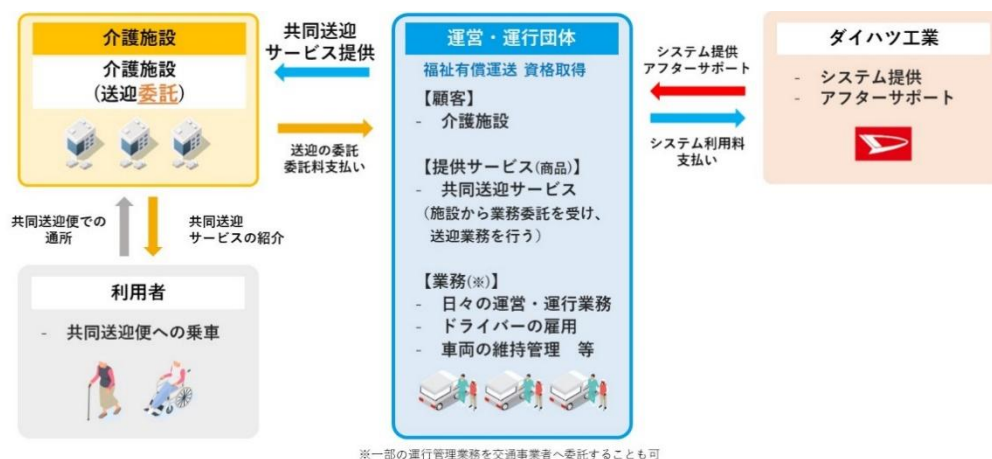 介護施設
介護施設
(送迎委託)
共同送迎
サービス提供
送迎の委託
委託料支払い
共同送迎便での
通所
共同送迎
サービスの紹介
利用者
- 共同送迎便への乗車
運営・運行団体
福祉有償運送 資格取得
【顧客】
- 介護施設
【提供サービス(商品)】
- 共同送迎サービス
(施設から業務委託を受け、
送迎業務を行う)
【業務(※)】
- 日々の運営・運行業務
- ドライバーの雇用
- 車両の維持管理 等
システム提供
アフターサポート
システム利用料
支払い
ダイハツ工業
- システム提供
- アフターサポート
※一部の運行管理業務を交通事業者へ委託することも可